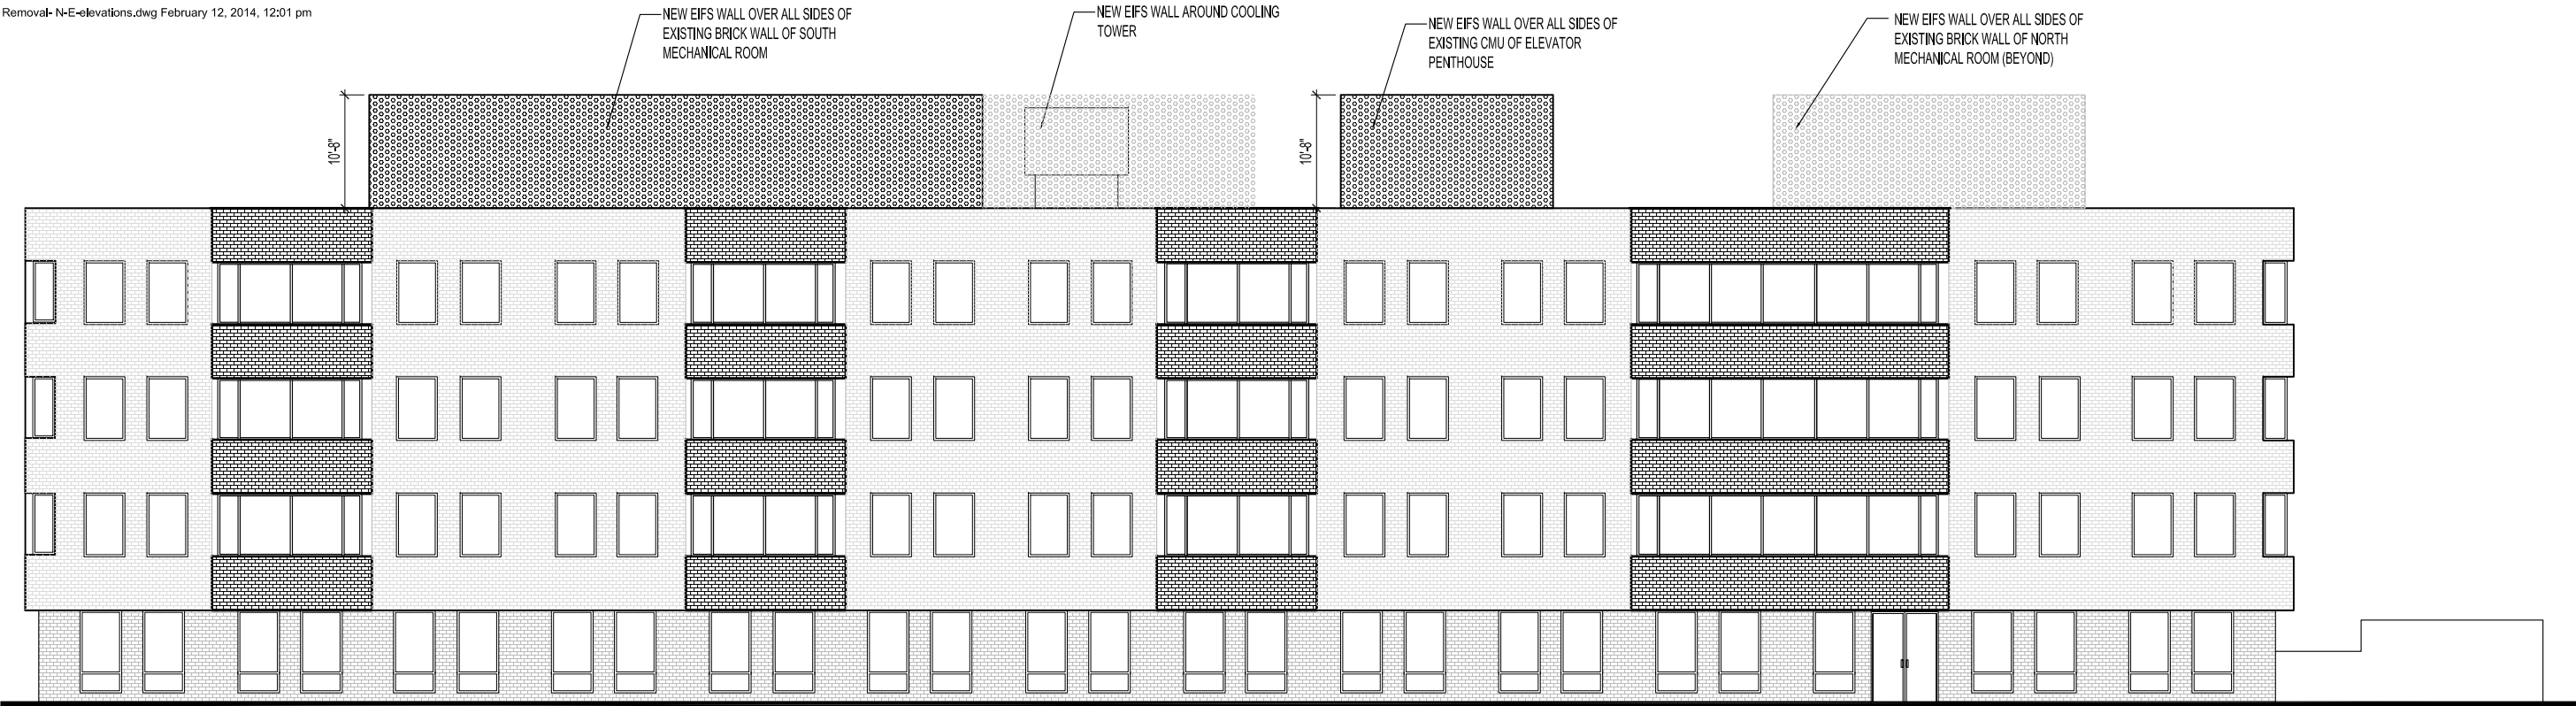 Removal- N-E-elevations.dwg February 12, 2014, 12:01 pm
NEW EIFS WALL OVER ALL SIDES OF
EXISTING BRICK WALL OF SOUTH
MECHANICAL ROOM
NEW EIFS WALL AROUND COOLING
TOWER
NEW EIFS WALL OVER ALL SIDES OF
EXISTING CMU OF ELEVATOR
PENTHOUSE
NEW EIFS WALL OVER ALL SIDES OF
EXISTING BRICK WALL OF NORTH
MECHANICAL ROOM (BEYOND)
10'-8"
10'-8"